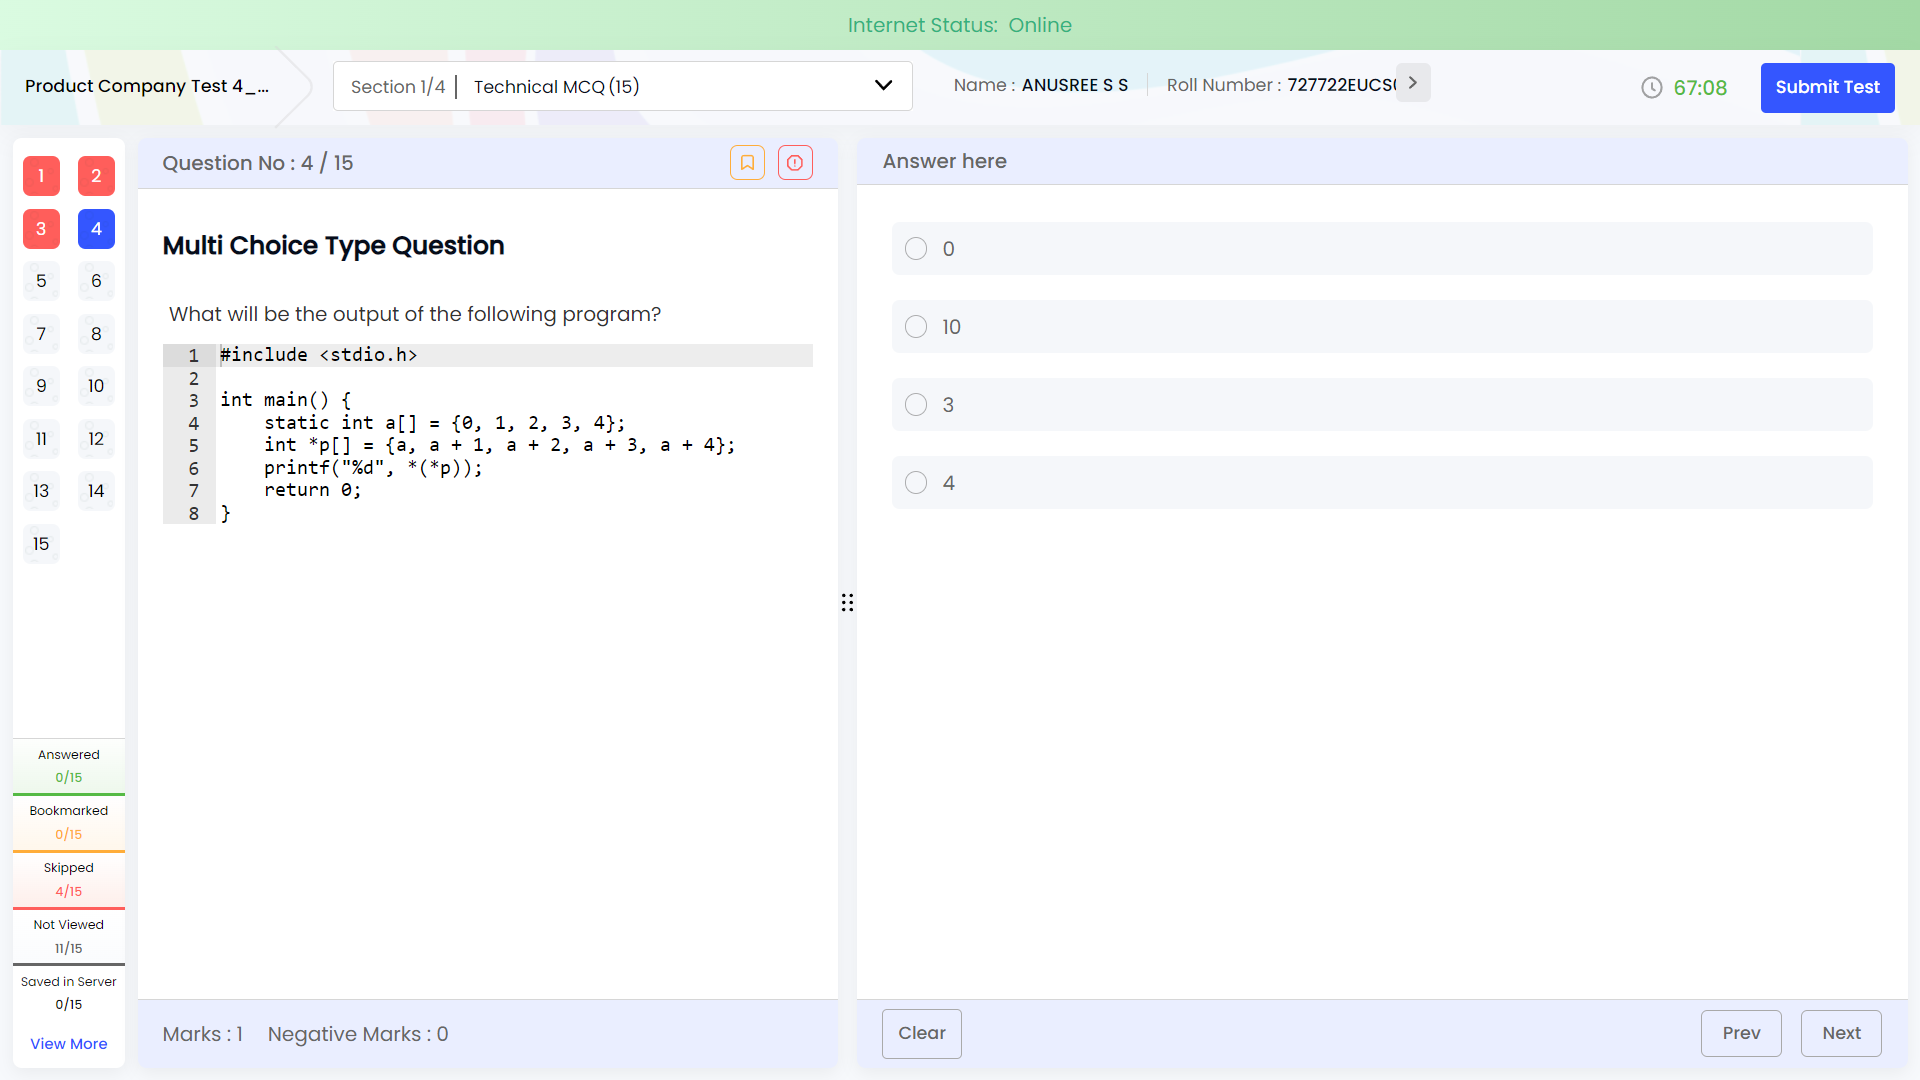 Internet Status: Online
Product Company Test 4_...
Section 1/4 | Technical MCQ (15)
Name : ANUSREE S S
Roll Number : 727722EUCS
67:08
Submit Test
1 2
3 4
5 6
7 8
9 10
11 12
13 14
15
Answered
0/15
Bookmarked
0/15
Skipped
4/15
Not Viewed
11/15
Saved in Server
0/15
View More
Question No : 4 / 15
Multi Choice Type Question
What will be the output of the following program?
1 #include <stdio.h>
2
3 int main() {
4     static int a[] = {0, 1, 2, 3, 4};
5     int *p[] = {a, a + 1, a + 2, a + 3, a + 4};
6     printf("%d", *(*p));
7     return 0;
8 }
Marks : 1 Negative Marks : 0
Answer here
0
10
3
4
Clear
Prev
Next